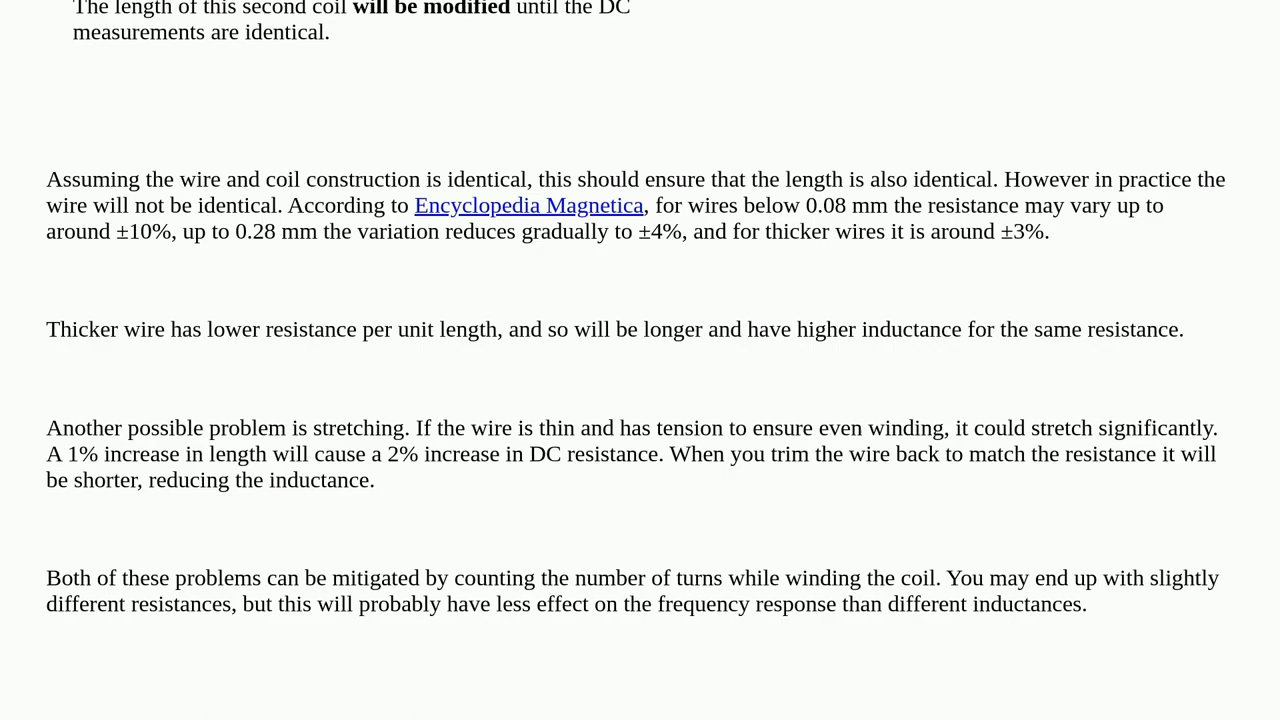 The length of this second coil will be modified until the DC
measurements are identical.
Assuming the wire and coil construction is identical, this should ensure that the length is also identical. However in practice the
wire will not be identical. According to Encyclopedia Magnetica, for wires below 0.08 mm the resistance may vary up to
around ±10%, up to 0.28 mm the variation reduces gradually to ±4%, and for thicker wires it is around ±3%.
Thicker wire has lower resistance per unit length, and so will be longer and have higher inductance for the same resistance.
Another possible problem is stretching. If the wire is thin and has tension to ensure even winding, it could stretch significantly.
A 1% increase in length will cause a 2% increase in DC resistance. When you trim the wire back to match the resistance it will
be shorter, reducing the inductance.
Both of these problems can be mitigated by counting the number of turns while winding the coil. You may end up with slightly
different resistances, but this will probably have less effect on the frequency response than different inductances.